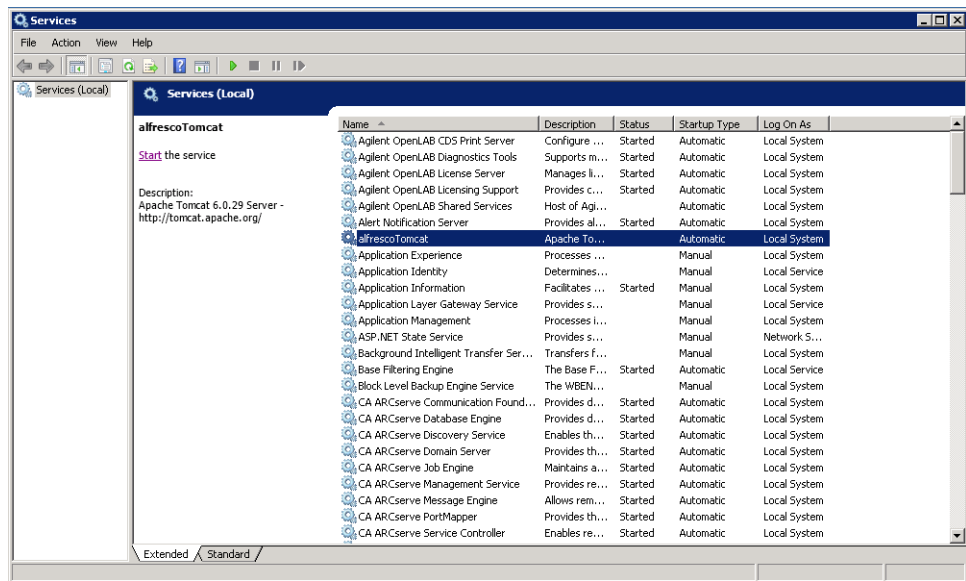 Services
File Action View Help
Services (Local)
Services (Local)
alfrescoTomcat
Start the service
Description:
Apache Tomcat 6.0.29 Server -
http://tomcat.apache.org/
Name Description Status Startup Type Log On As
Agilent OpenLAB CDS Print Server Configure ... Started Automatic Local System
Agilent OpenLAB Diagnostics Tools Supports m... Started Automatic Local System
Agilent OpenLAB License Server Manages li... Started Automatic Local System
Agilent OpenLAB Licensing Support Provides c... Started Automatic Local System
Agilent OpenLAB Shared Services Host of Agi... Automatic Local System
Alert Notification Server Provides al... Started Automatic Local System
alfrescoTomcat Apache To... Automatic Local System
Application Experience Processes ... Manual Local System
Application Identity Determines... Manual Local Service
Application Information Facilitates ... Started Manual Local System
Application Layer Gateway Service Provides s... Manual Local Service
Application Management Processes i... Manual Local System
ASP.NET State Service Provides s... Manual Network S...
Background Intelligent Transfer Ser... Transfers f... Manual Local System
Base Filtering Engine The Base F... Started Automatic Local Service
Block Level Backup Engine Service The WBEN... Manual Local System
CA ARCserve Communication Found... Provides d... Started Automatic Local System
CA ARCserve Database Engine Provides d... Started Automatic Local System
CA ARCserve Discovery Service Enables th... Started Automatic Local System
CA ARCserve Domain Server Provides th... Started Automatic Local System
CA ARCserve Job Engine Maintains a... Started Automatic Local System
CA ARCserve Management Service Provides re... Started Automatic Local System
CA ARCserve Message Engine Allows rem... Started Automatic Local System
CA ARCserve PortMapper Provides th... Started Automatic Local System
CA ARCserve Service Controller Enables re... Started Automatic Local System
Extended Standard